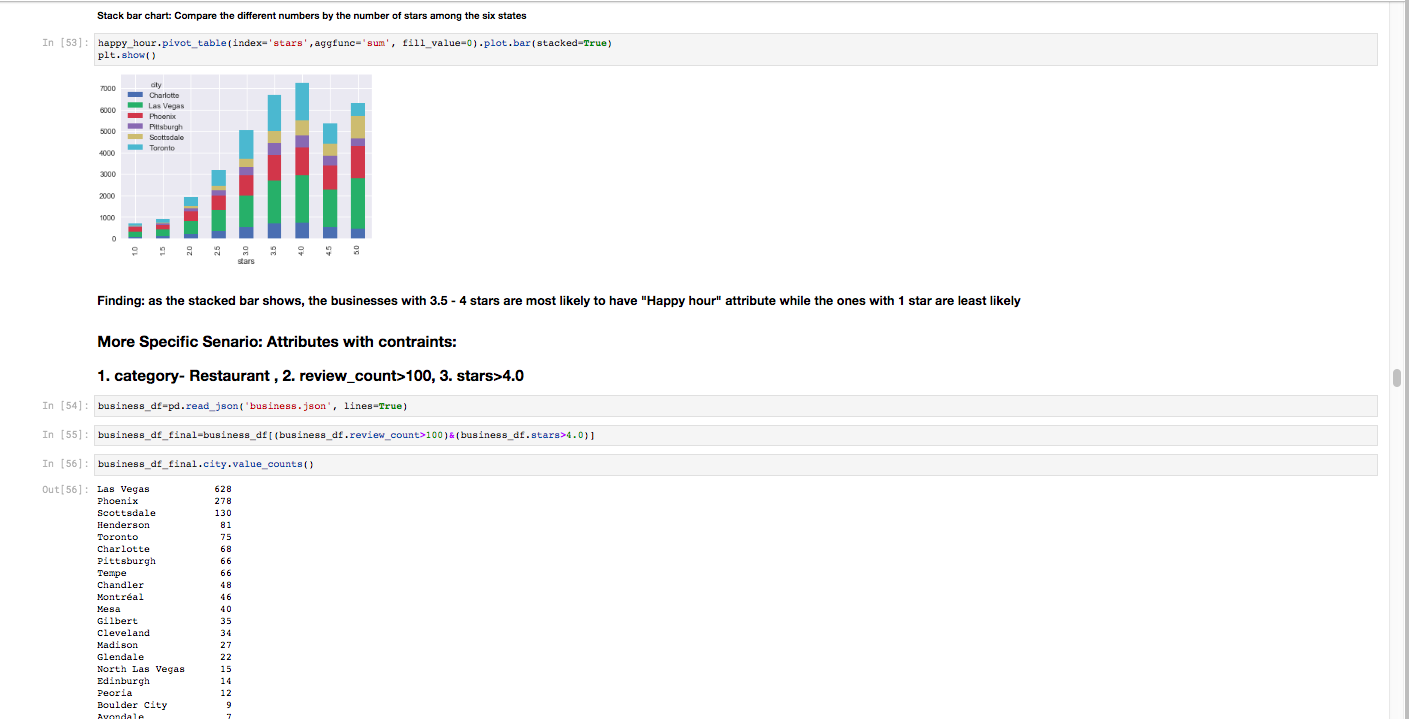 Stack bar chart: Compare the different numbers by the number of stars among the six states
In [53]: happy_hour.pivot_table(index='stars',aggfunc='sum', fill_value=0).plot.bar(stacked=True)
plt.show()
city
Charlotte
Las Vegas
Phoenix
Pittsburgh
Scottsdale
Toronto
7000
6000
5000
4000
3000
2000
1000
0
1.0 1.5 2.0 2.5 3.0 3.5 4.0 4.5 5.0
stars
Finding: as the stacked bar shows, the businesses with 3.5 - 4 stars are most likely to have "Happy hour" attribute while the ones with 1 star are least likely
More Specific Senario: Attributes with contraints:
1. category- Restaurant , 2. review_count>100, 3. stars>4.0
In [54]: business_df=pd.read_json('business.json', lines=True)
In [55]: business_df_final=business_df[(business_df.review_count>100)&(business_df.stars>4.0)]
In [56]: business_df_final.city.value_counts()
Out[56]: Las Vegas 628
Phoenix 278
Scottsdale 130
Henderson 81
Toronto 75
Charlotte 68
Pittsburgh 66
Tempe 66
Chandler 48
Montréal 46
Mesa 40
Gilbert 35
Cleveland 34
Madison 27
Glendale 22
North Las Vegas 15
Edinburgh 14
Peoria 12
Boulder City 9
Avondale 7